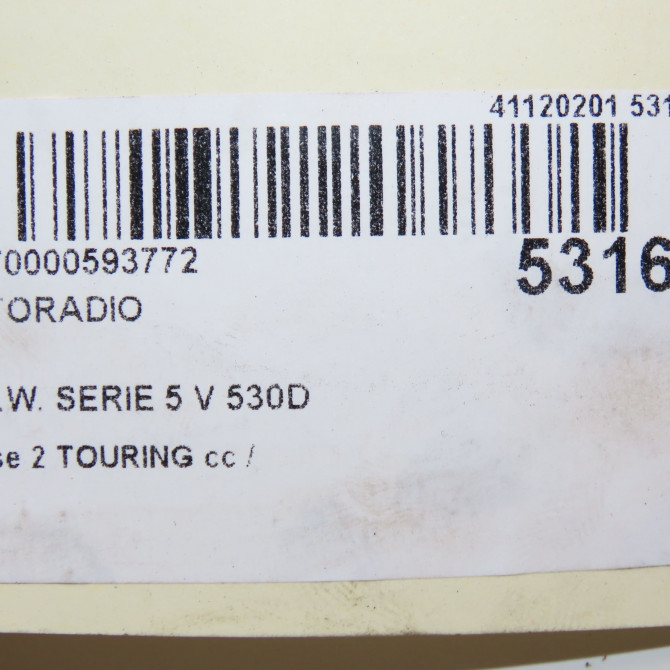 41120201 531
70000593772
5316
TORADIO
.W. SERIE 5 V 530D
se 2 TOURING cc /